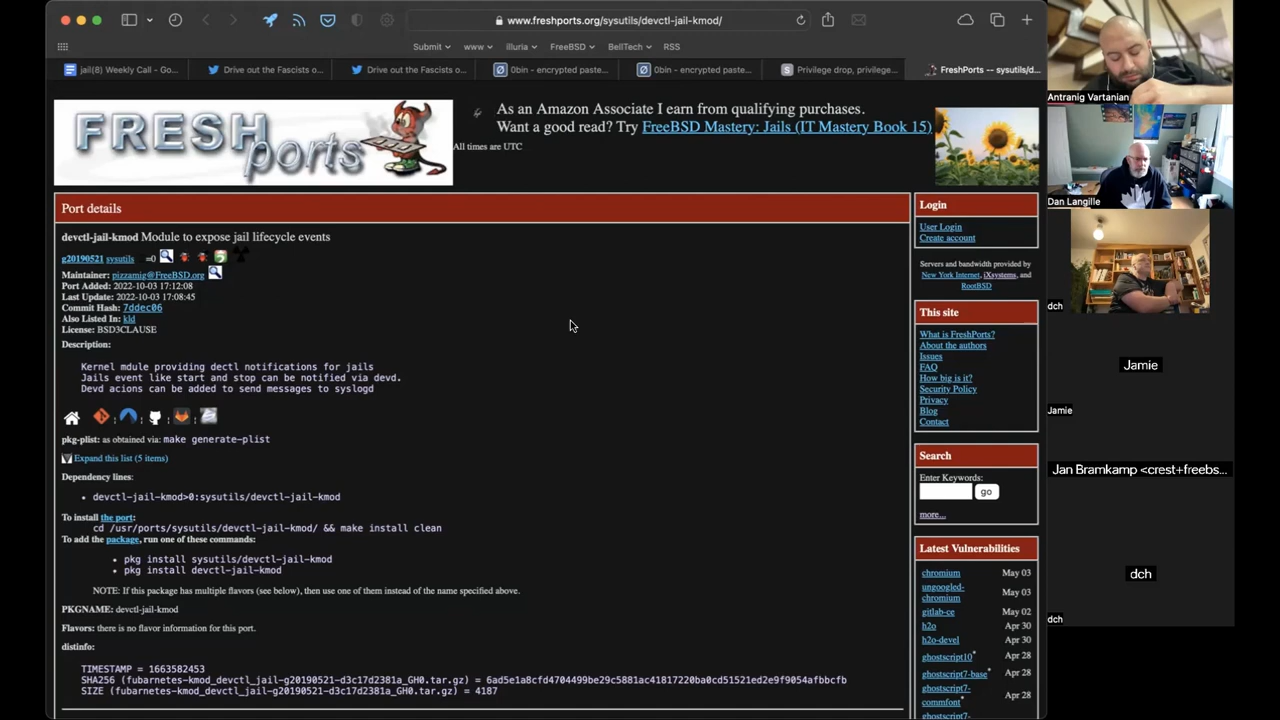 www.freshports.org/sysutils/devctl-jail-kmod/
Submit www illuria FreeBSD BellTech RSS
jail(8) Weekly Call - Go...
Drive out the Fascists o...
Drive out the Fascists o...
0bin - encrypted paste...
0bin - encrypted paste...
Privilege drop, privilege...
FreshPorts -- sysutils/d...
FRESH
ports
As an Amazon Associate I earn from qualifying purchases.
Want a good read? Try FreeBSD Mastery: Jails (IT Mastery Book 15)
All times are UTC
Port details
devctl-jail-kmod Module to expose jail lifecycle events
g20190521 sysutils =0
Maintainer: pizzamig@FreeBSD.org
Port Added: 2022-10-03 17:12:08
Last Update: 2022-10-03 17:08:45
Commit Hash: 7ddec06
Also Listed In: kld
License: BSD3CLAUSE
Description:
Kernel mdule providing dectl notifications for jails
Jails event like start and stop can be notified via devd.
Devd acions can be added to send messages to syslogd
pkg-plist: as obtained via: make generate-plist
Expand this list (5 items)
Dependency lines:
devctl-jail-kmod>0:sysutils/devctl-jail-kmod
To install the port:
cd /usr/ports/sysutils/devctl-jail-kmod/ && make install clean
To add the package, run one of these commands:
pkg install sysutils/devctl-jail-kmod
pkg install devctl-jail-kmod
NOTE: If this package has multiple flavors (see below), then use one of them instead of the name specified above.
PKGNAME: devctl-jail-kmod
Flavors: there is no flavor information for this port.
distinfo:
TIMESTAMP = 1663582453
SHA256 (fubarnetes-kmod_devctl_jail-g20190521-d3c17d2381a_GH0.tar.gz) = 6ad5e1a8cfd4704499be29c5881ac41817220ba0cd51521ed2e9f9054afbbcfb
SIZE (fubarnetes-kmod_devctl_jail-g20190521-d3c17d2381a_GH0.tar.gz) = 4187
Login
User Login
Create account
Servers and bandwidth provided by
New York Internet, iXsystems, and
RootBSD
This site
What is FreshPorts?
About the authors
Issues
FAQ
How big is it?
Security Policy
Privacy
Blog
Contact
Search
Enter Keywords:
go
more...
Latest Vulnerabilities
chromium May 03
ungoogled-
chromium May 03
gitlab-ce May 02
h2o Apr 30
h2o-devel Apr 30
ghostscript10* Apr 28
ghostscript7-base* Apr 28
ghostscript7-
commfont* Apr 28
ghostscript7-
Antranig Vartanian
Dan Langille
dch
Jamie
Jamie
Jan Bramkamp <crest+freebs...
dch
dch